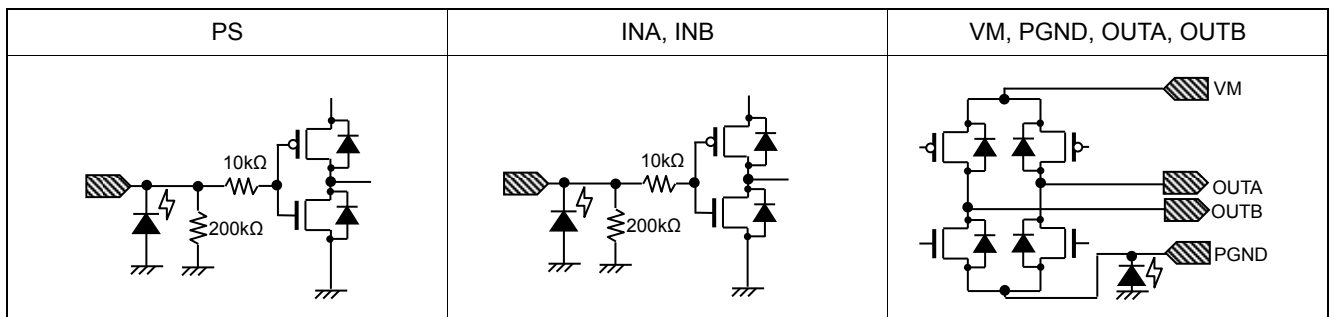 PS
INA, INB
VM, PGND, OUTA, OUTB
10kΩ
200kΩ
10kΩ
200kΩ
VM
OUTA
OUTB
PGND